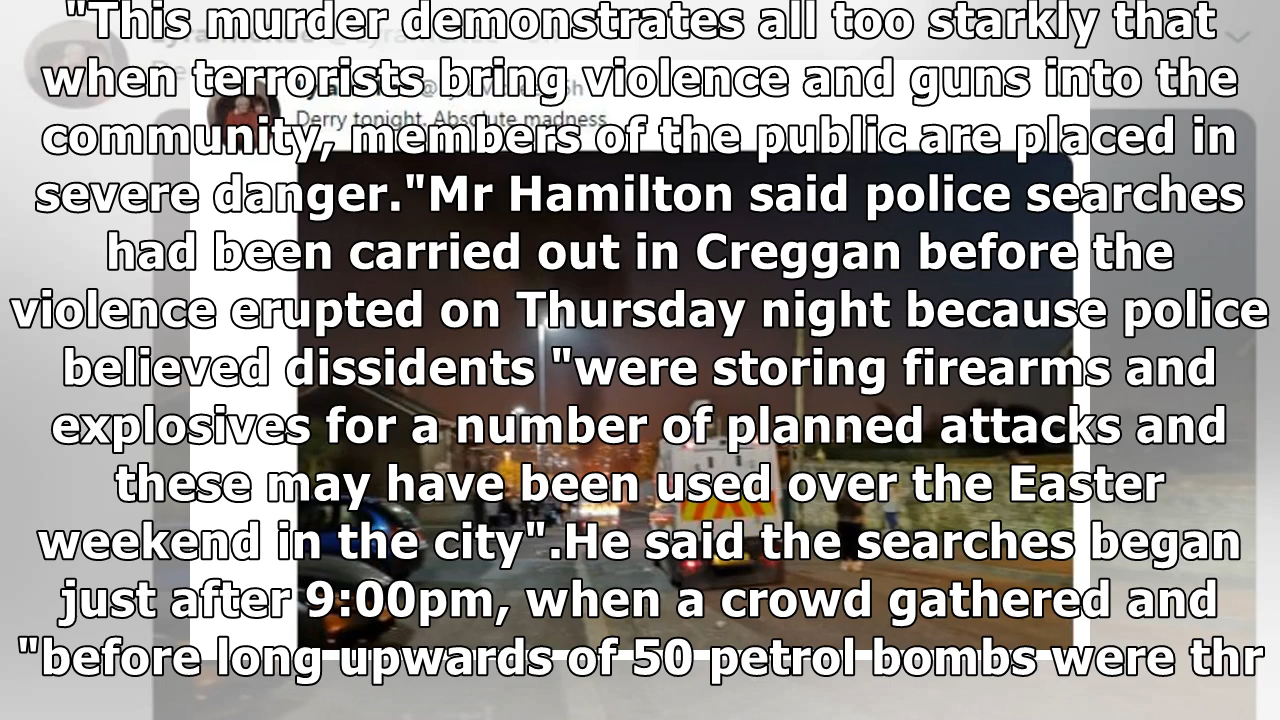 "This murder demonstrates all too starkly that
when terrorists bring violence and guns into the
Derry tonight. Absolute madness
community, members of the public are placed in
severe danger."Mr Hamilton said police searches
had been carried out in Creggan before the
violence erupted on Thursday night because police
believed dissidents "were storing firearms and
explosives for a number of planned attacks and
these may have been used over the Easter
weekend in the city".He said the searches began
just after 9:00pm, when a crowd gathered and
"before long upwards of 50 petrol bombs were thr